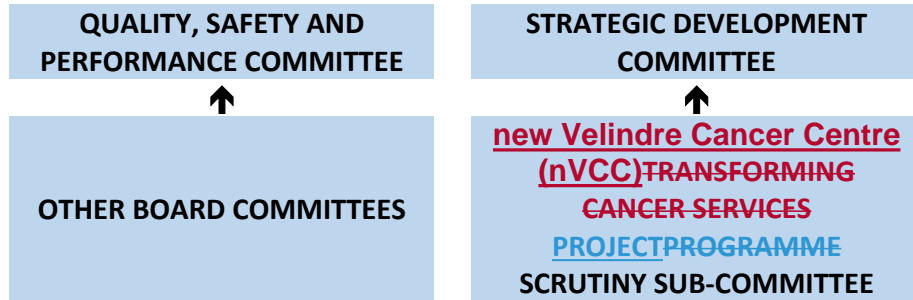 QUALITY, SAFETY AND
PERFORMANCE COMMITTEE
STRATEGIC DEVELOPMENT
COMMITTEE
OTHER BOARD COMMITTEES
new Velindre Cancer Centre
(nVCC)TRANSFORMING
CANCER SERVICES
PROJECTPROGRAMME
SCRUTINY SUB-COMMITTEE